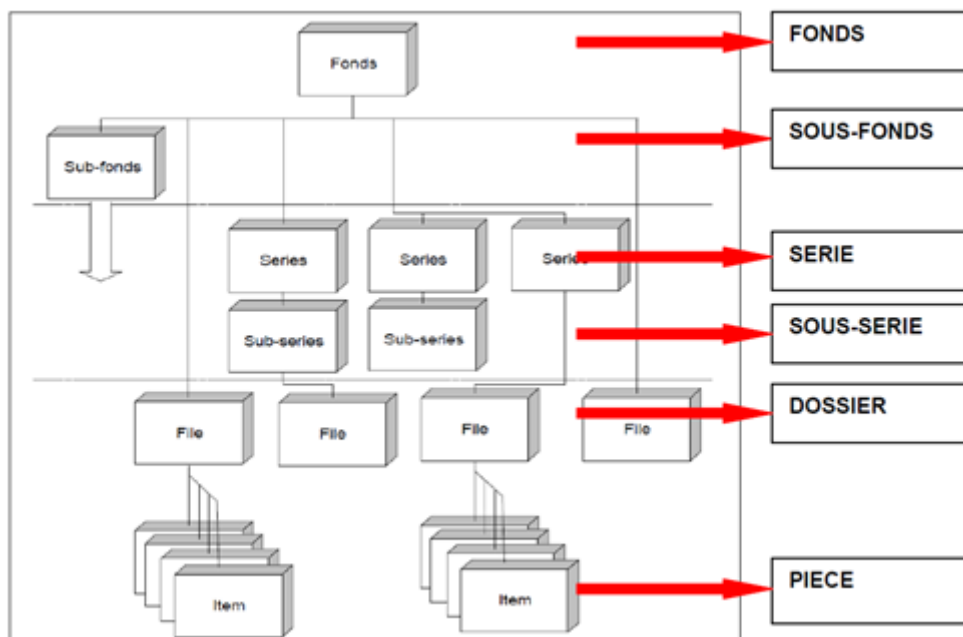 Fonds
FONDS
Sub-fonds
SOUS-FONDS
Series
Series
Series
SERIE
Sub-series
Sub-series
SOUS-SERIE
File
File
File
File
DOSSIER
Item
Item
PIECE